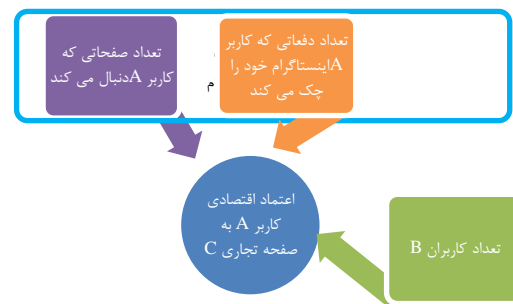 تعداد دفعاتی که کاربر
Aاینستاگرام خود را
چک می کند
تعداد صفحاتی که
کاربر Aدنبال می کند
م
اعتماد اقتصادی
کاربر A به
صفحه تجاری C
تعداد کاربران B